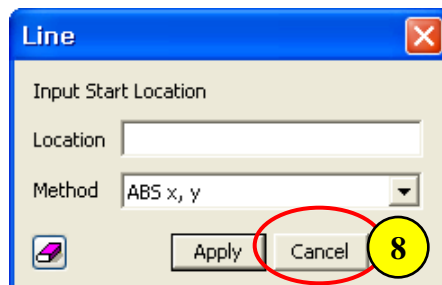 Line
Input Start Location
Location
Method ABS x, y
Apply Cancel 8